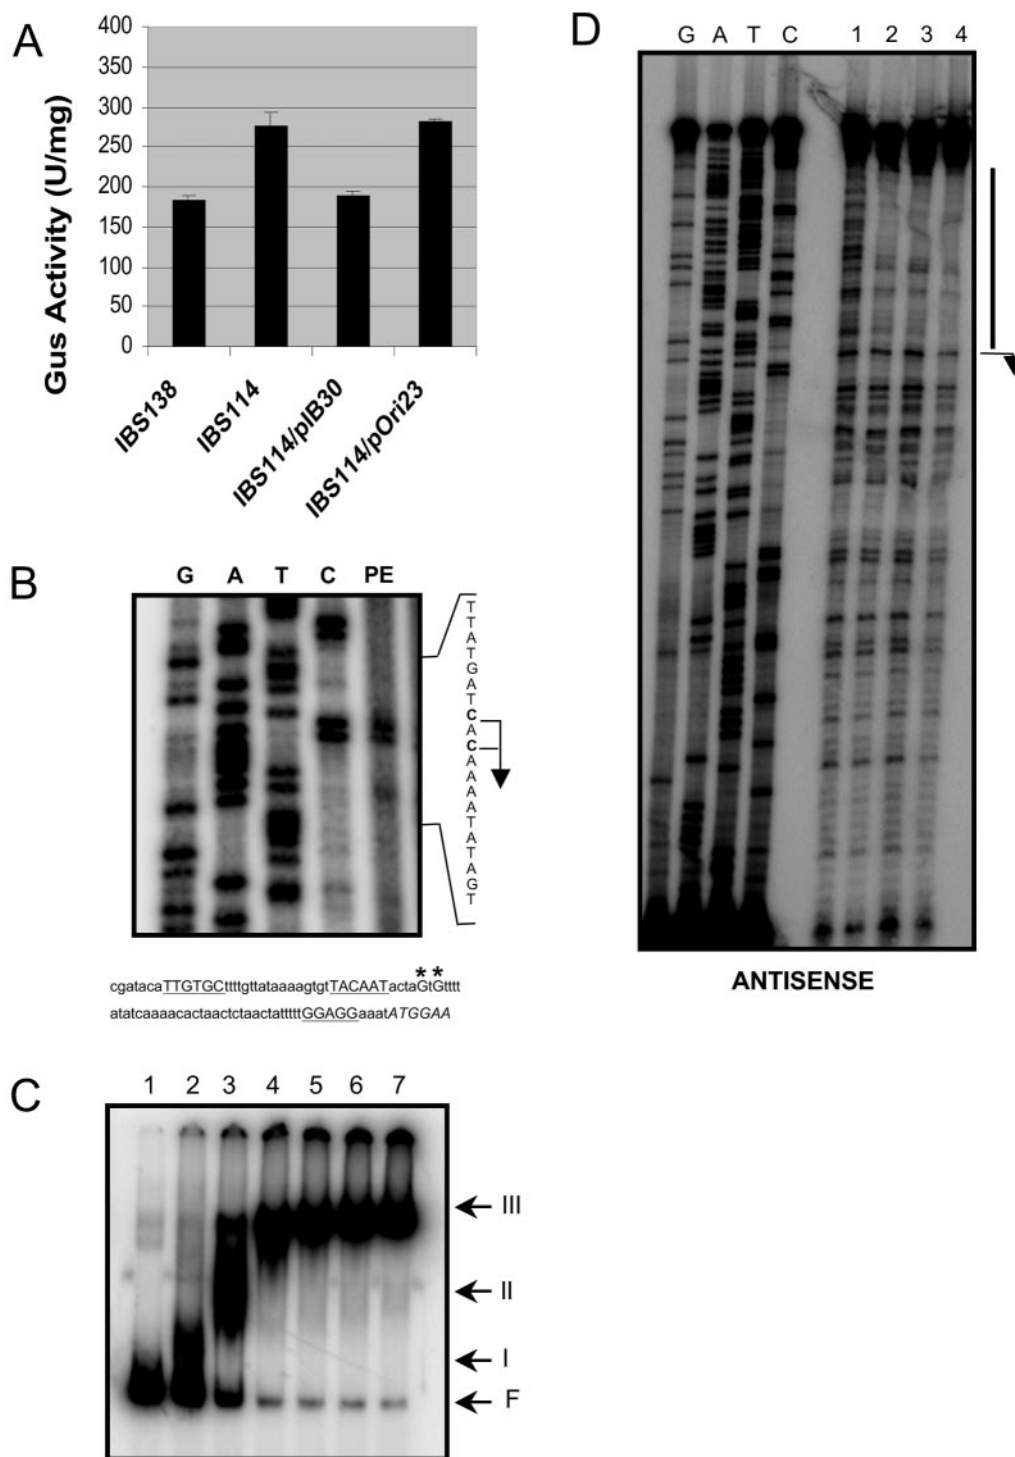 A
Gus Activity (U/mg)
400
350
300
250
200
150
100
50
0
IBS138
IBS114
IBS114/pIB30
IBS114/pOri23
B
G A T C PE
T
T
A
T
G
A
T
C
A
C
A
A
A
A
T
A
T
A
G
T
* *
cgatacaTTGTGCttttgttataaaagtgtTACAATactaGtGtttt
atatcaaaacactaactctaactatttttGGAGGaaatATGGAA
C
1 2 3 4 5 6 7
III
II
I
F
D
G A T C 1 2 3 4
ANTISENSE